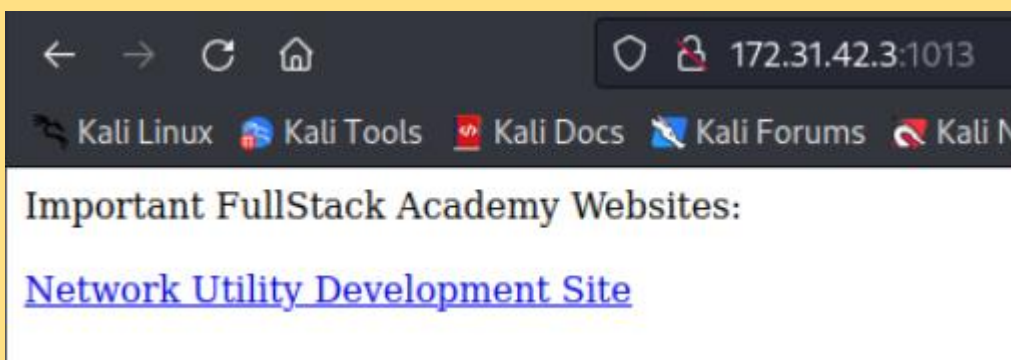 172.31.42.3:1013
Kali Linux Kali Tools Kali Docs Kali Forums Kali N
Important FullStack Academy Websites:
Network Utility Development Site